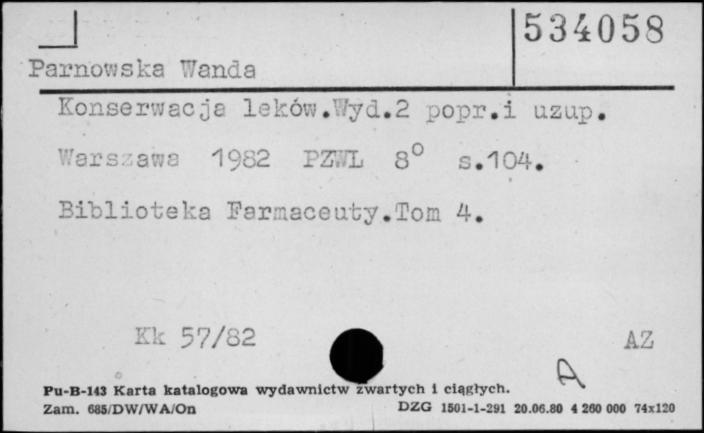 534058
Parnowska Wanda
Konserwacja leków.Wyd.2 popr.i uzup.
Warszawa 1982 PZWL 8° s.104.
Biblioteka Farmaceuty.Tom 4.
Kk 57/82
AZ
A
Pu-B-143 Karta katalogowa wydawnictw zwartych i ciągłych.
Zam. 685/DW/WA/On DZG 1501-1-291 20.06.80 4 260 000 74x120